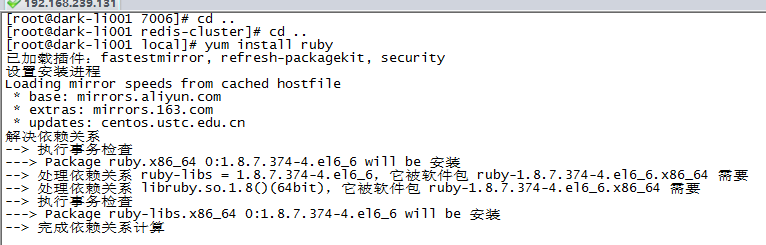 192.168.239.131
[root@dark-li001 7006]# cd ..
[root@dark-li001 redis-cluster]# cd ..
[root@dark-li001 local]# yum install ruby
已加载插件：fastestmirror, refresh-packagekit, security
设置安装进程
Loading mirror speeds from cached hostfile
 * base: mirrors.aliyun.com
 * extras: mirrors.163.com
 * updates: centos.ustc.edu.cn
解决依赖关系
--> 执行事务检查
---> Package ruby.x86_64 0:1.8.7.374-4.el6_6 will be 安装
--> 处理依赖关系 ruby-libs = 1.8.7.374-4.el6_6，它被软件包 ruby-1.8.7.374-4.el6_6.x86_64 需要
--> 处理依赖关系 libruby.so.1.8()(64bit)，它被软件包 ruby-1.8.7.374-4.el6_6.x86_64 需要
--> 执行事务检查
---> Package ruby-libs.x86_64 0:1.8.7.374-4.el6_6 will be 安装
--> 完成依赖关系计算